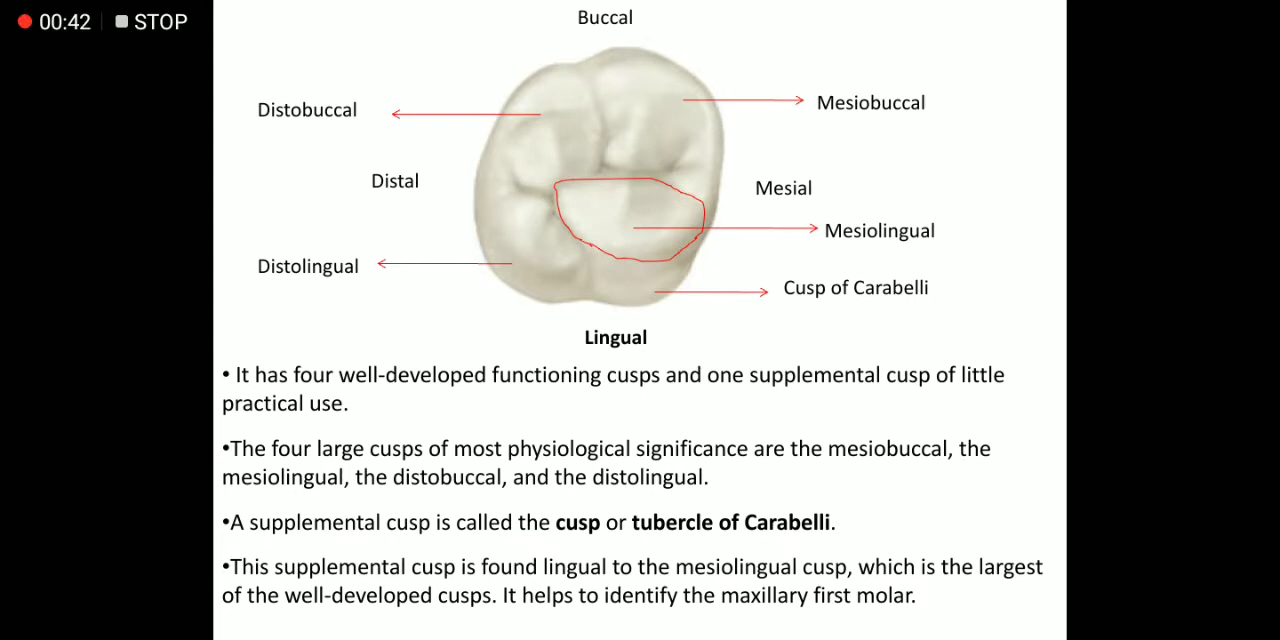 00:42 STOP
Buccal
Distobuccal
Mesiobuccal
Distal
Mesial
Mesiolingual
Distolingual
Cusp of Carabelli
Lingual
• It has four well-developed functioning cusps and one supplemental cusp of little
practical use.
•The four large cusps of most physiological significance are the mesiobuccal, the
mesiolingual, the distobuccal, and the distolingual.
•A supplemental cusp is called the cusp or tubercle of Carabelli.
•This supplemental cusp is found lingual to the mesiolingual cusp, which is the largest
of the well-developed cusps. It helps to identify the maxillary first molar.